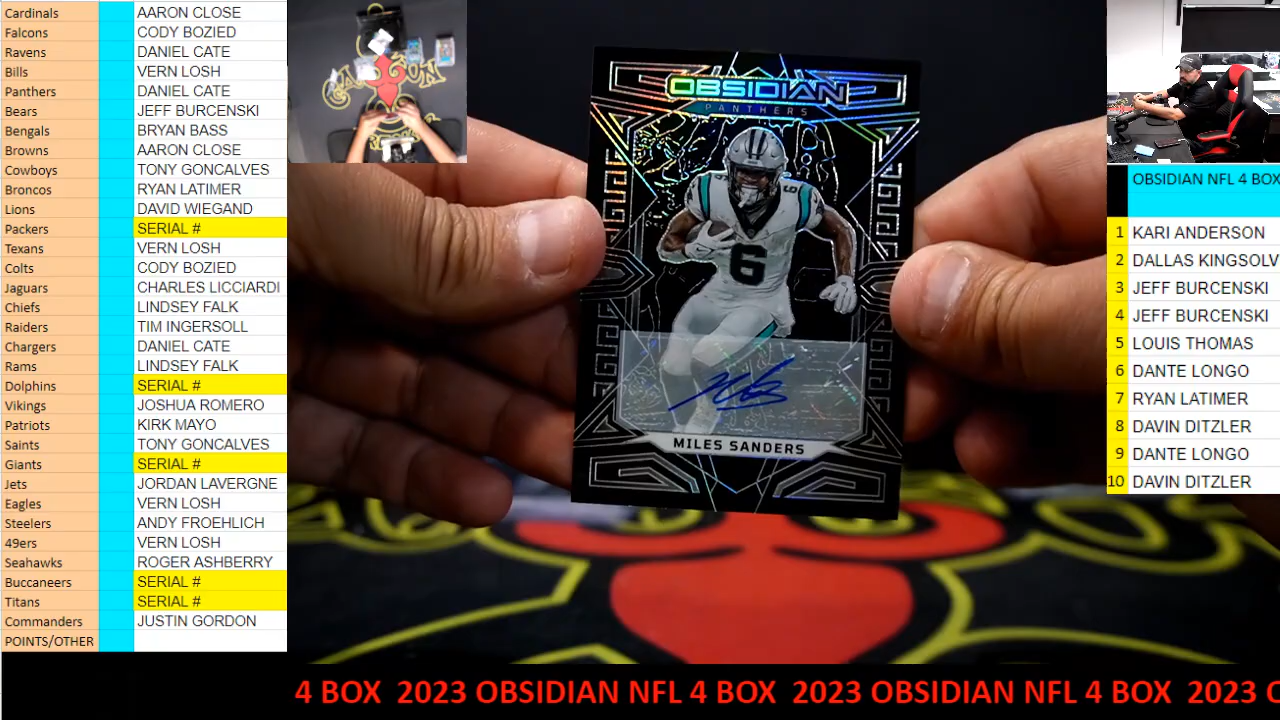 Cardinals AARON CLOSE
Falcons CODY BOZIED
Ravens DANIEL CATE
Bills VERN LOSH
Panthers DANIEL CATE
Bears JEFF BURCENSKI
Bengals BRYAN BASS
Browns AARON CLOSE
Cowboys TONY GONCALVES
Broncos RYAN LATIMER
Lions DAVID WIEGAND
Packers SERIAL #
Texans VERN LOSH
Colts CODY BOZIED
Jaguars CHARLES LICCIARDI
Chiefs LINDSEY FALK
Raiders TIM INGERSOLL
Chargers DANIEL CATE
Rams LINDSEY FALK
Dolphins SERIAL #
Vikings JOSHUA ROMERO
Patriots KIRK MAYO
Saints TONY GONCALVES
Giants SERIAL #
Jets JORDAN LAVERGNE
Eagles VERN LOSH
Steelers ANDY FROEHLICH
49ers VERN LOSH
Seahawks ROGER ASHBERRY
Buccaneers SERIAL #
Titans SERIAL #
Commanders JUSTIN GORDON
POINTS/OTHER
OBSIDIAN
PANTHERS
6
6
MILES SANDERS
OBSIDIAN NFL 4 BOX
1 KARI ANDERSON
2 DALLAS KINGSOLV
3 JEFF BURCENSKI
4 JEFF BURCENSKI
5 LOUIS THOMAS
6 DANTE LONGO
7 RYAN LATIMER
8 DAVIN DITZLER
9 DANTE LONGO
10 DAVIN DITZLER
4 BOX 2023 OBSIDIAN NFL 4 BOX 2023 OBSIDIAN NFL 4 BOX 2023 O